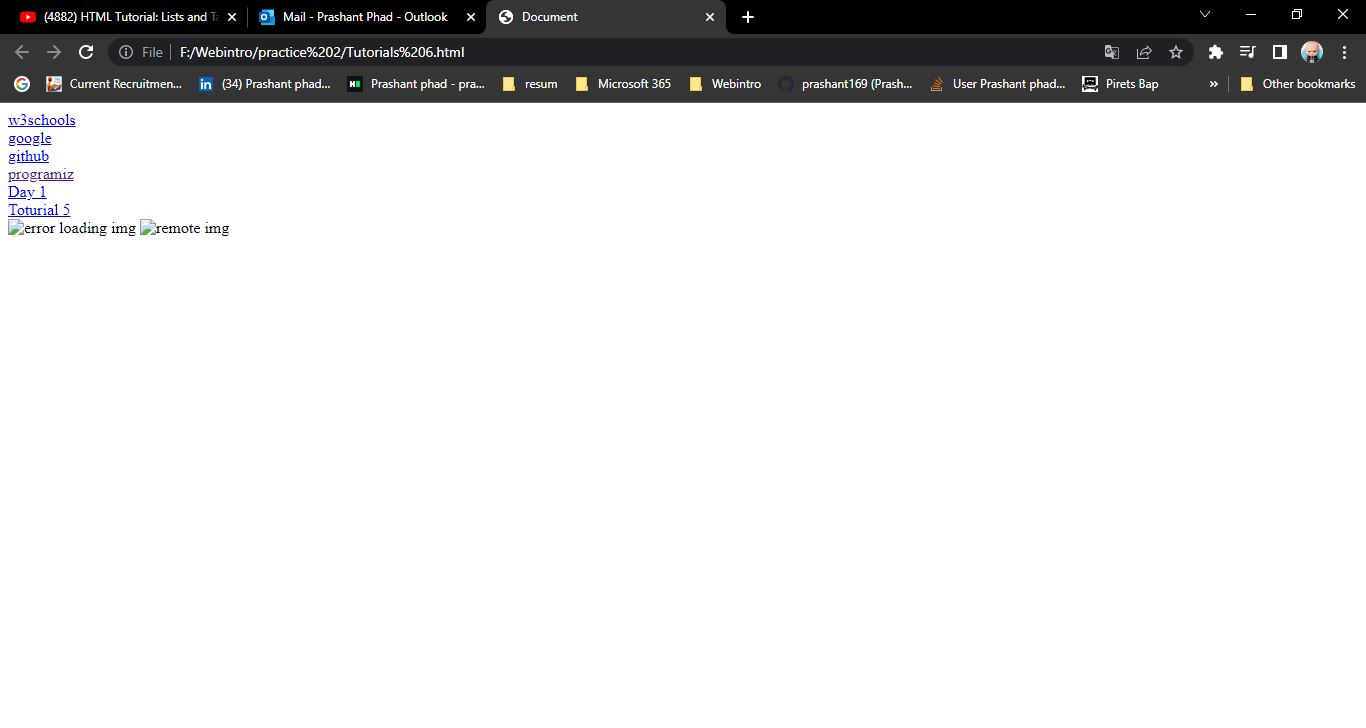 (4882) HTML Tutorial: Lists and Ta
Mail - Prashant Phad - Outlook
Document
File
F:/Webintro/practice%202/Tutorials%206.html
Current Recruitmen...
in
(34) Prashant phad...
Prashant phad - pra...
resum
Microsoft 365
Webintro
prashant169 (Prash...
User Prashant phad...
Pirets Bap
»
Other bookmarks
w3schools
google
github
programiz
Day 1
Toturial 5
error loading img remote img